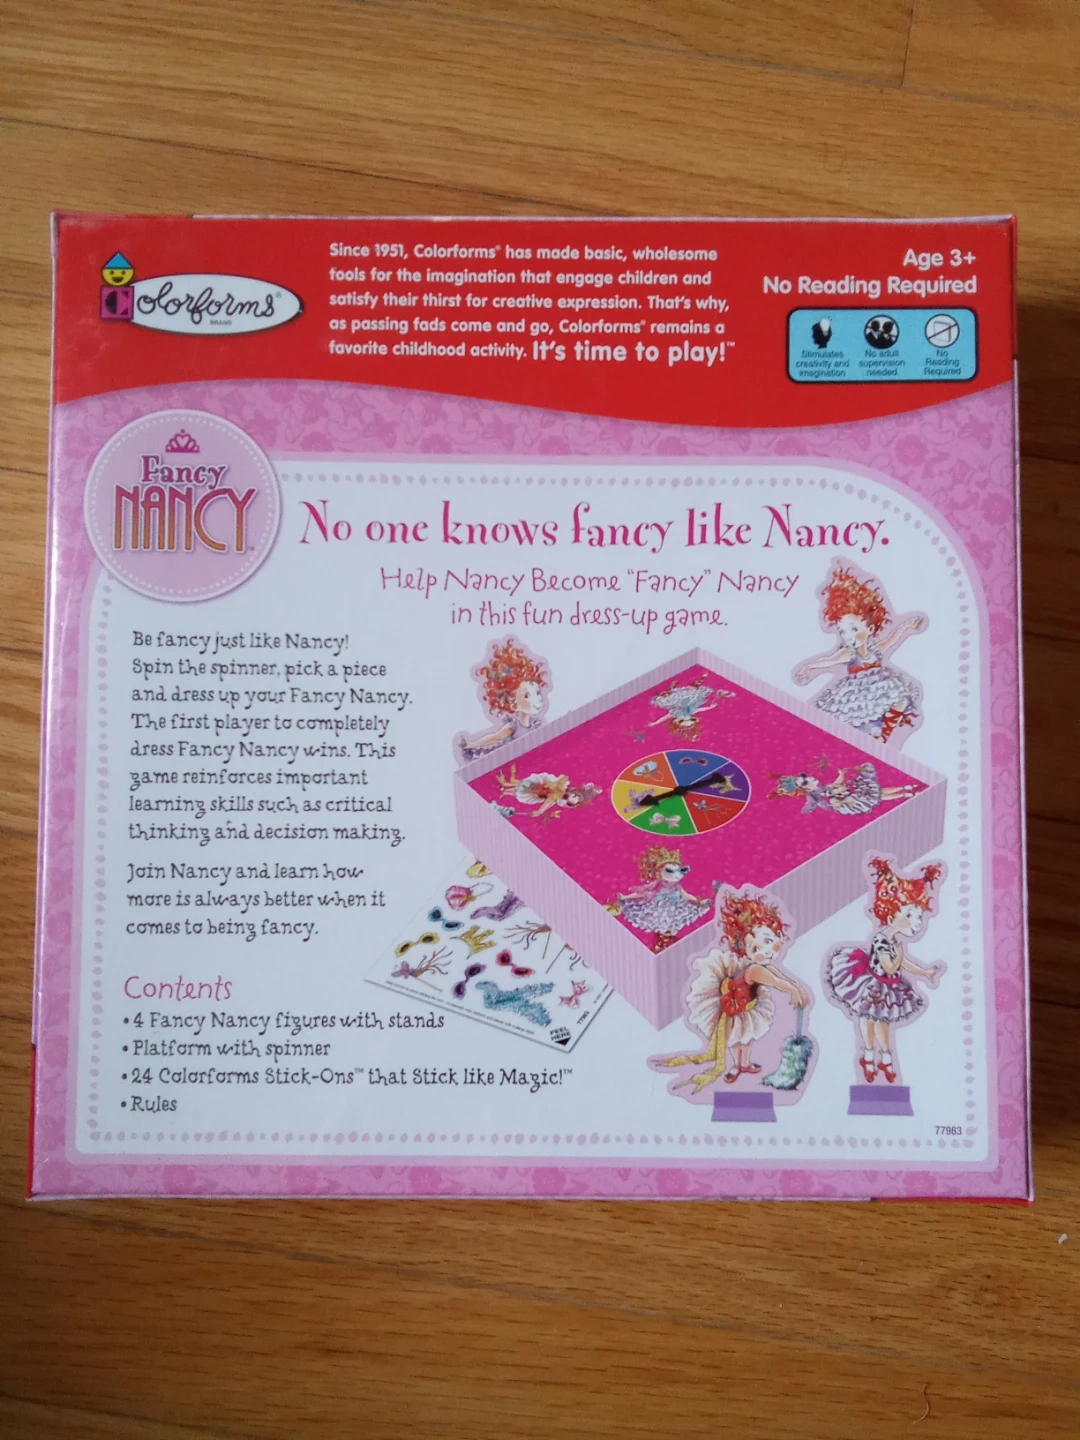 Colorforms®
BRAND
Since 1951, Colorforms® has made basic, wholesome
tools for the imagination that engage children and
satisfy their thirst for creative expression. That's why,
as passing fads come and go, Colorforms® remains a
favorite childhood activity. It's time to play!™
Age 3+
No Reading Required
Stimulates
creativity and
imagination
No adult
supervision
needed
No
Reading
Required
Fancy
NANCY™
No one knows fancy like Nancy.
Help Nancy Become "Fancy" Nancy
in this fun dress-up game.
Be fancy just like Nancy!
Spin the spinner, pick a piece
and dress up your Fancy Nancy.
The first player to completely
dress Fancy Nancy wins. This
game reinforces important
learning skills such as critical
thinking and decision making.
Join Nancy and learn how
more is always better when it
comes to being fancy.
Contents
• 4 Fancy Nancy figures with stands
• Platform with spinner
• 24 Colorforms Stick-Ons™ that Stick like Magic!™
• Rules
PEEL
HERE
77983